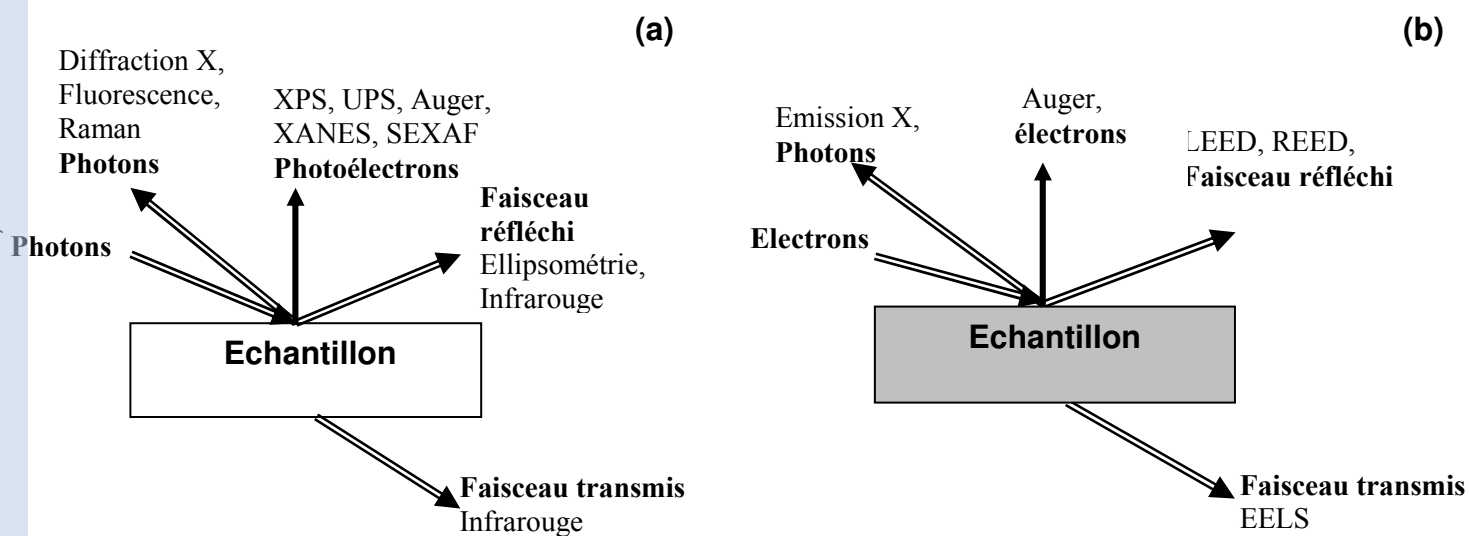 (a)
Diffraction X,
Fluorescence,
Raman
Photons
XPS, UPS, Auger,
XANES, SEXAF
Photoélectrons
Faisceau
réfléchi
Ellipsométrie,
Infrarouge
Photons
Echantillon
Faisceau transmis
Infrarouge
(b)
Emission X,
Photons
Auger,
électrons
LEED, REED,
Faisceau réfléchi
Electrons
Echantillon
Faisceau transmis
EELS